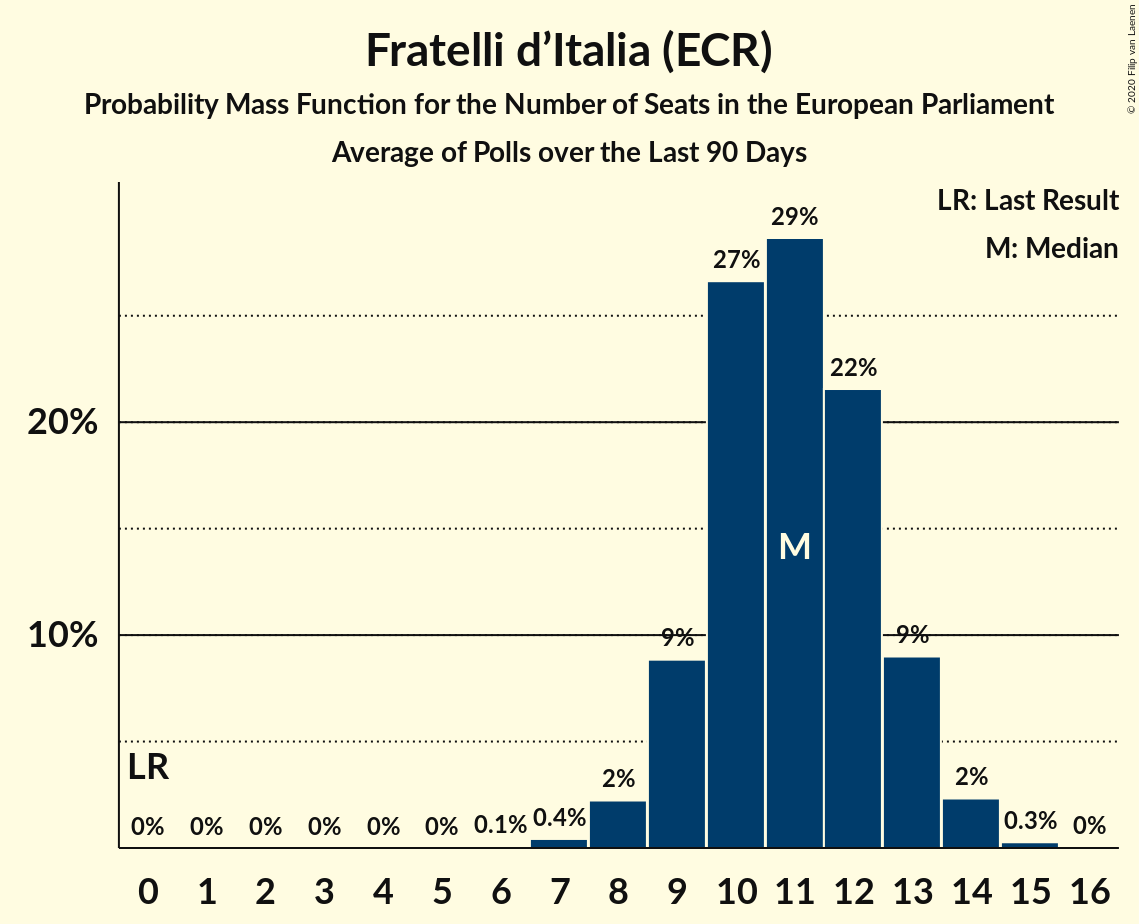 Fratelli d’Italia (ECR)
Probability Mass Function for the Number of Seats in the European Parliament
Average of Polls over the Last 90 Days
© 2020 Filip van Laenen
LR: Last Result
M: Median
29%
27%
22%
20%
M
10%
9%
9%
LR
2%
2%
0% 0% 0% 0% 0% 0% 0.1% 0.4% 0.3% 0%
0 1 2 3 4 5 6 7 8 9 10 11 12 13 14 15 16